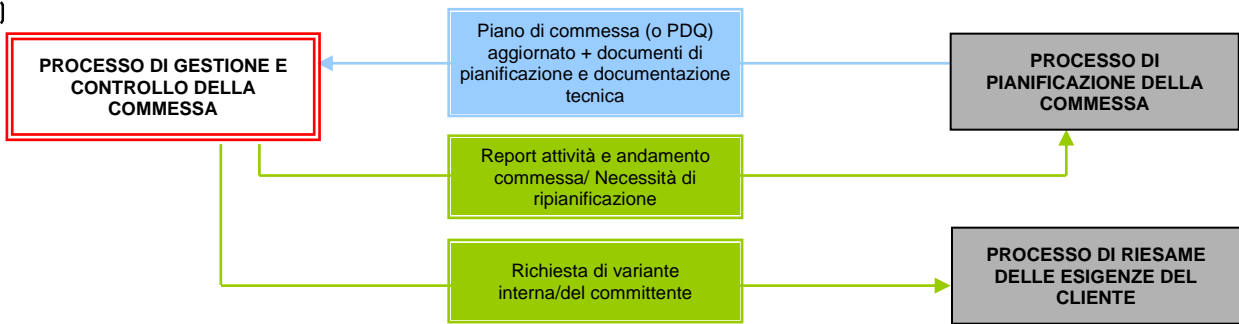 )
PROCESSO DI GESTIONE E
CONTROLLO DELLA
COMMESSA
Piano di commessa (o PDQ)
aggiornato + documenti di
pianificazione e documentazione
tecnica
PROCESSO DI
PIANIFICAZIONE DELLA
COMMESSA
Report attività e andamento
commessa/ Necessità di
ripianificazione
Richiesta di variante
interna/del committente
PROCESSO DI RIESAME
DELLE ESIGENZE DEL
CLIENTE